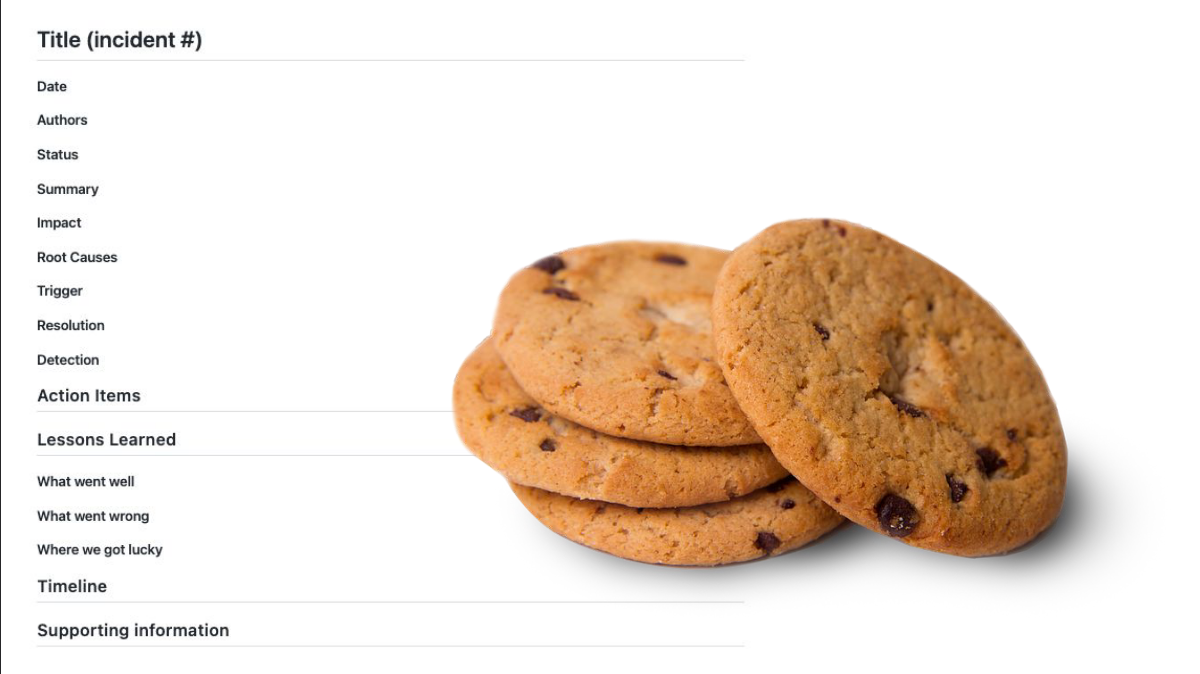 Title (incident #)
Date
Authors
Status
Summary
Impact
Root Causes
Trigger
Resolution
Detection
Action Items
Lessons Learned
What went well
What went wrong
Where we got lucky
Timeline
Supporting information